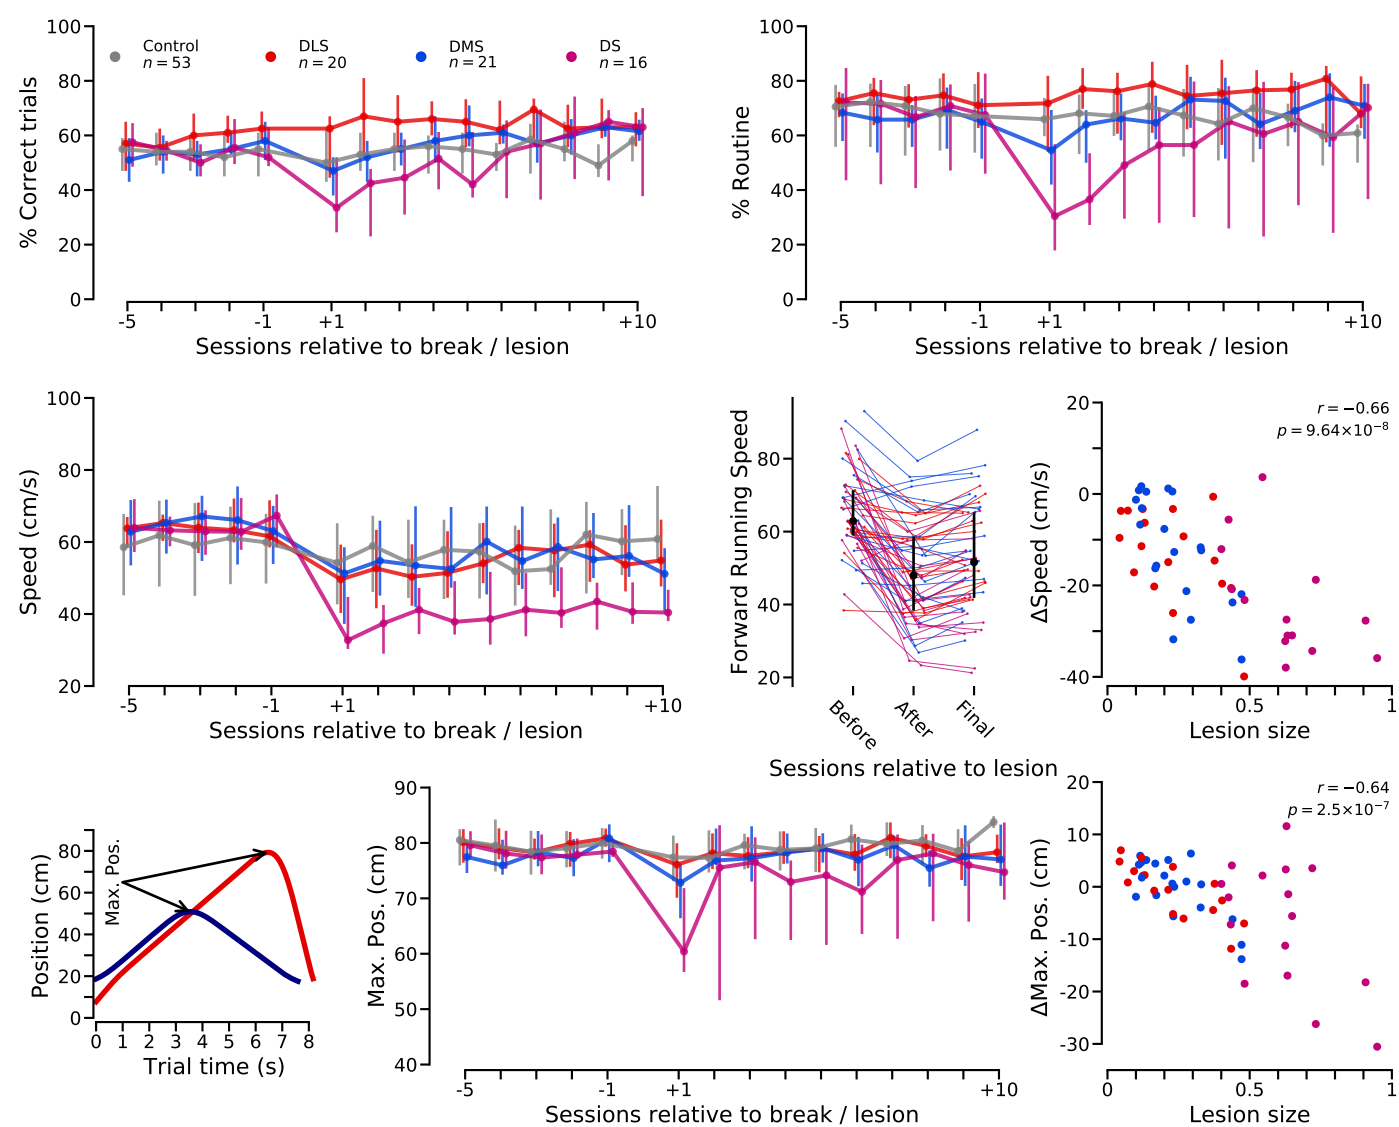 100
80
60
40
20
0
% Correct trials
Control
n = 53
DLS
n = 20
DMS
n = 21
DS
n = 16
-5
-1
+1
+10
Sessions relative to break / lesion
100
80
60
40
20
0
% Routine
-5
-1
+1
+10
Sessions relative to break / lesion
100
80
60
40
20
Speed (cm/s)
-5
-1
+1
+10
Sessions relative to break / lesion
80
60
40
20
Forward Running Speed
Before
After
Final
Sessions relative to lesion
20
0
-20
-40
ΔSpeed (cm/s)
r = −0.66
p = 9.64×10⁻⁸
0
0.5
1
Lesion size
80
60
40
20
0
Position (cm)
Max. Pos.
0 1 2 3 4 5 6 7 8
Trial time (s)
90
80
70
60
50
40
Max. Pos. (cm)
-5
-1
+1
+10
Sessions relative to break / lesion
20
10
0
-10
-20
-30
ΔMax. Pos. (cm)
r = −0.64
p = 2.5×10⁻⁷
0
0.5
1
Lesion size